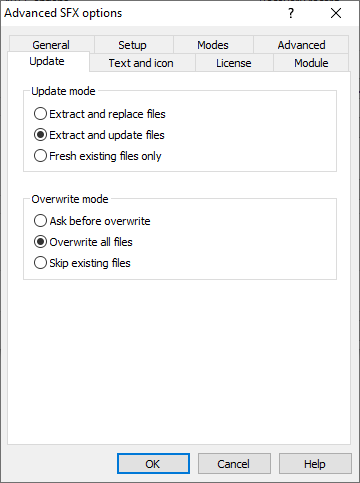 Advanced SFX options ?
General Setup Modes Advanced
Update Text and icon License Module
Update mode
Extract and replace files
Extract and update files
Fresh existing files only
Overwrite mode
Ask before overwrite
Overwrite all files
Skip existing files
OK Cancel Help